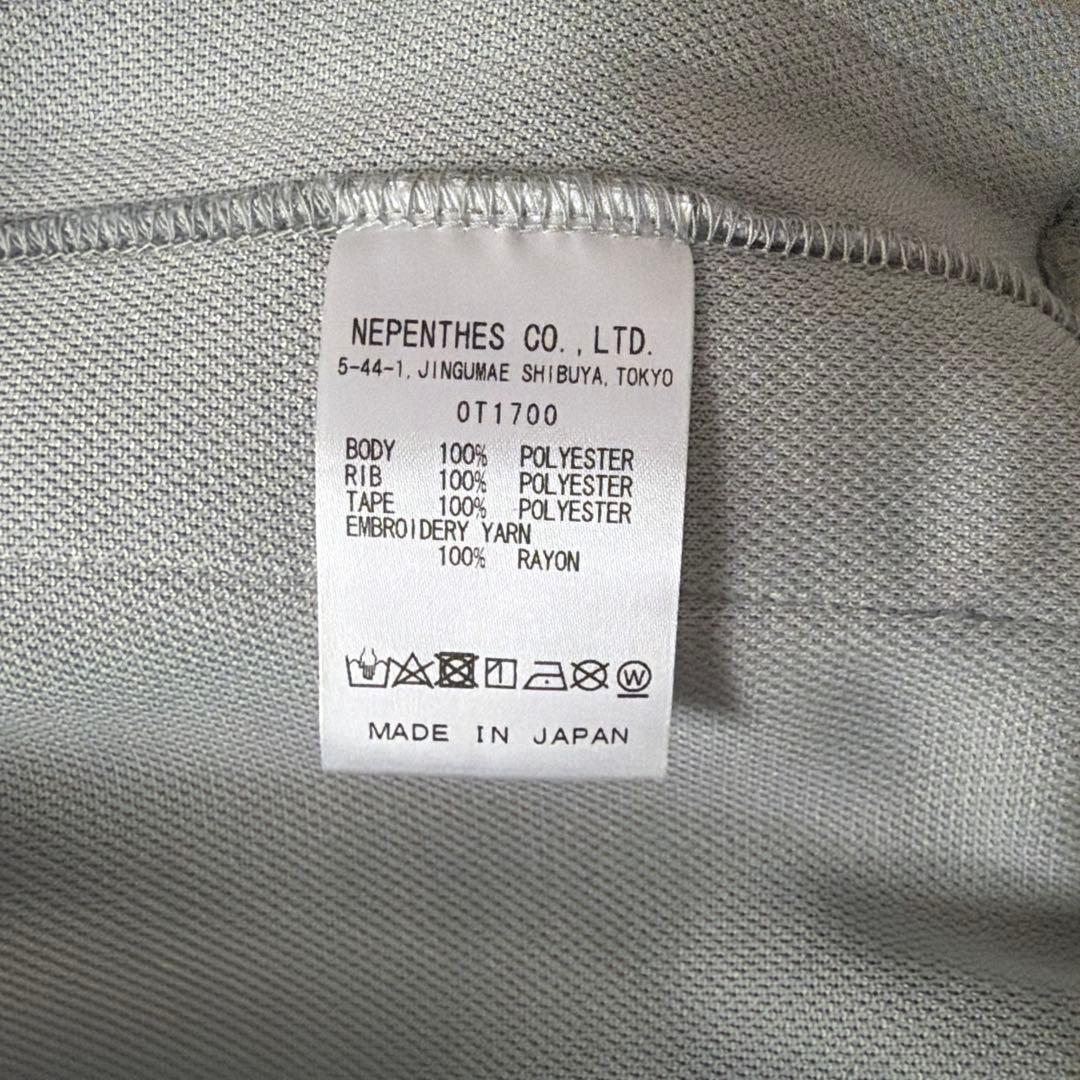 NEPENTHES CO.,LTD.
5-44-1, JINGUMAE SHIBUYA, TOKYO
OT1700
BODY 100% POLYESTER
RIB 100% POLYESTER
TAPE 100% POLYESTER
EMBROIDERY YARN
100% RAYON
W
MADE IN JAPAN